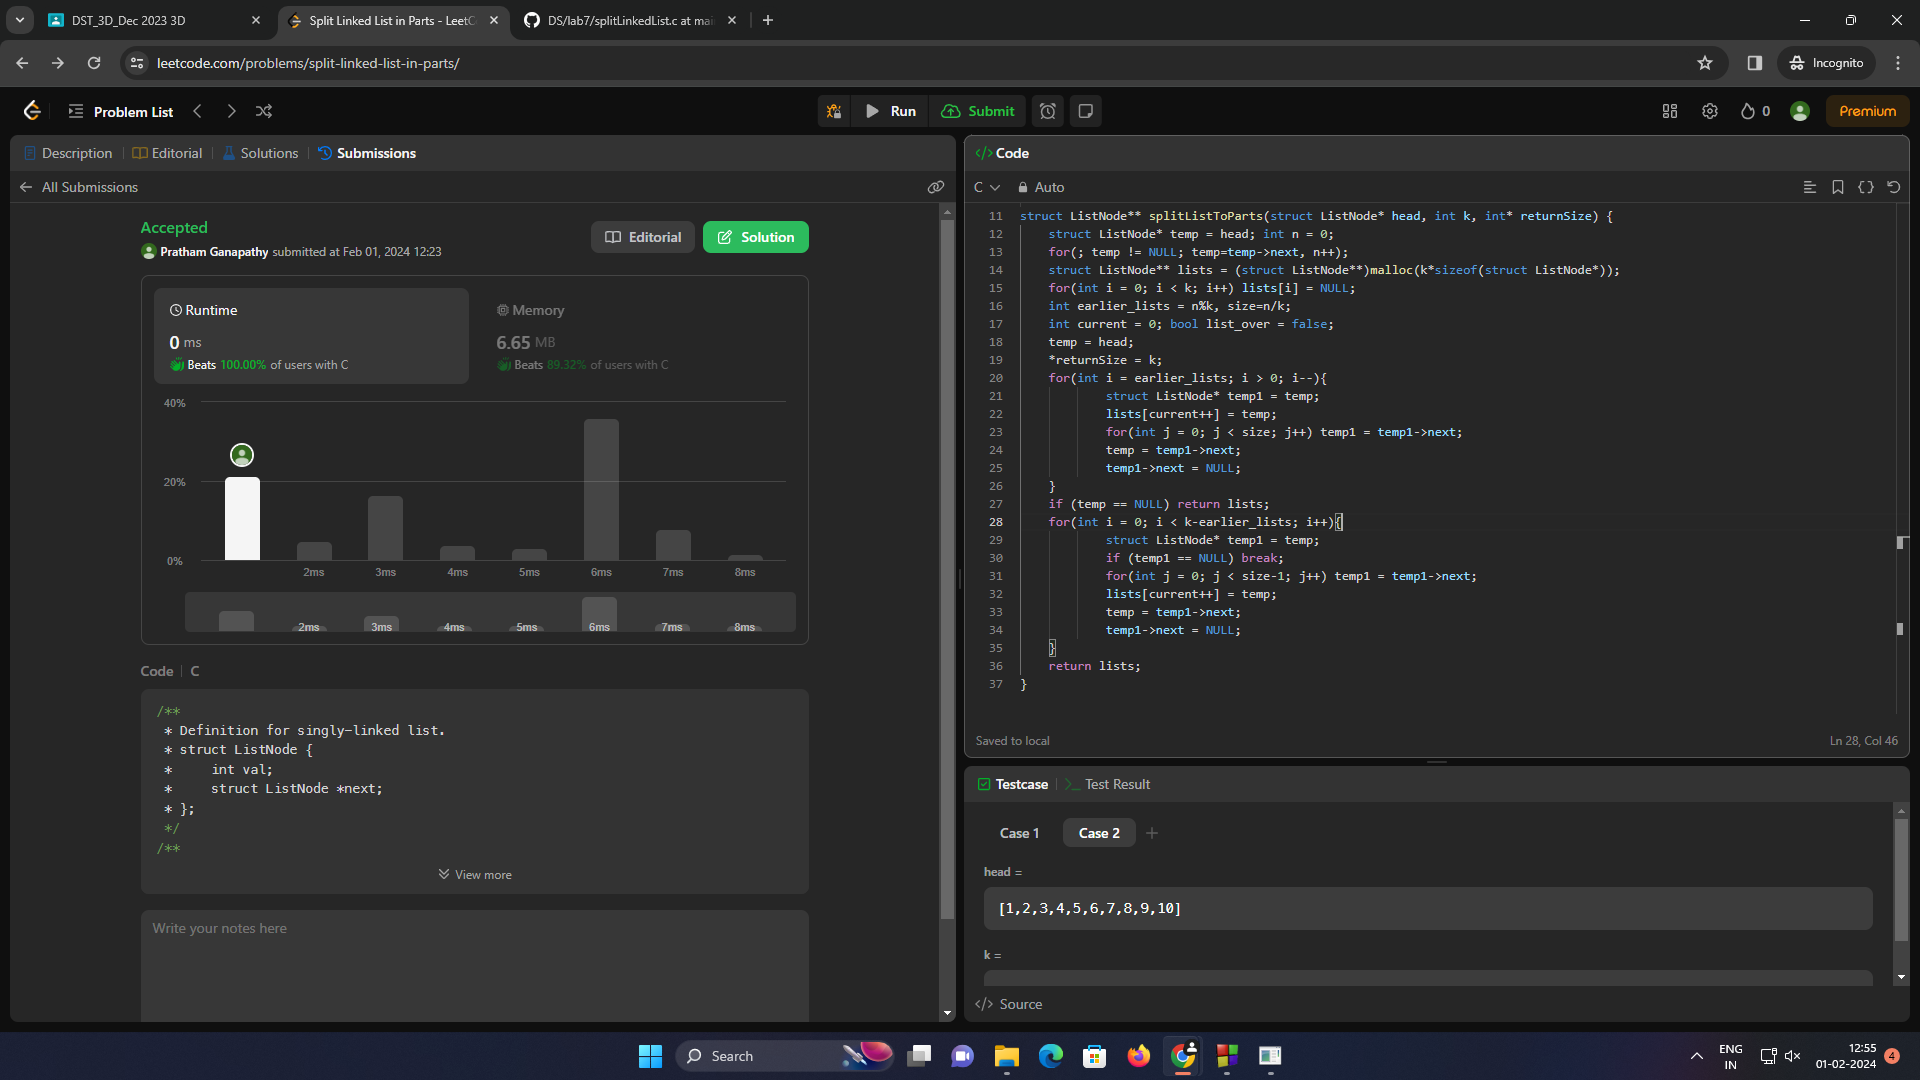 DST_3D_Dec 2023 3D
Split Linked List in Parts - LeetC
DS/lab7/splitLinkedList.c at mai
leetcode.com/problems/split-linked-list-in-parts/
Incognito
Problem List
Run
Submit
0
Premium
Description
Editorial
Solutions
Submissions
All Submissions
Accepted
Pratham Ganapathy submitted at Feb 01, 2024 12:23
Editorial
Solution
Runtime
0 ms
Beats 100.00% of users with C
Memory
6.65 MB
Beats 89.32% of users with C
40%
20%
0%
2ms 3ms 4ms 5ms 6ms 7ms 8ms
2ms 3ms 4ms 5ms 6ms 7ms 8ms
Code | C
/**
 * Definition for singly-linked list.
 * struct ListNode {
 *     int val;
 *     struct ListNode *next;
 * };
 */
/**
View more
Write your notes here
</> Code
C
Auto
11 struct ListNode** splitListToParts(struct ListNode* head, int k, int* returnSize) {
12     struct ListNode* temp = head; int n = 0;
13     for(; temp != NULL; temp=temp->next, n++);
14     struct ListNode** lists = (struct ListNode**)malloc(k*sizeof(struct ListNode*));
15     for(int i = 0; i < k; i++) lists[i] = NULL;
16     int earlier_lists = n%k, size=n/k;
17     int current = 0; bool list_over = false;
18     temp = head;
19     *returnSize = k;
20     for(int i = earlier_lists; i > 0; i--){
21             struct ListNode* temp1 = temp;
22             lists[current++] = temp;
23             for(int j = 0; j < size; j++) temp1 = temp1->next;
24             temp = temp1->next;
25             temp1->next = NULL;
26     }
27     if (temp == NULL) return lists;
28     for(int i = 0; i < k-earlier_lists; i++){
29             struct ListNode* temp1 = temp;
30             if (temp1 == NULL) break;
31             for(int j = 0; j < size-1; j++) temp1 = temp1->next;
32             lists[current++] = temp;
33             temp = temp1->next;
34             temp1->next = NULL;
35     }
36     return lists;
37 }
Saved to local
Ln 28, Col 46
Testcase
Test Result
Case 1
Case 2
head =
[1,2,3,4,5,6,7,8,9,10]
k =
</> Source
Search
ENG
IN
12:55
01-02-2024
4